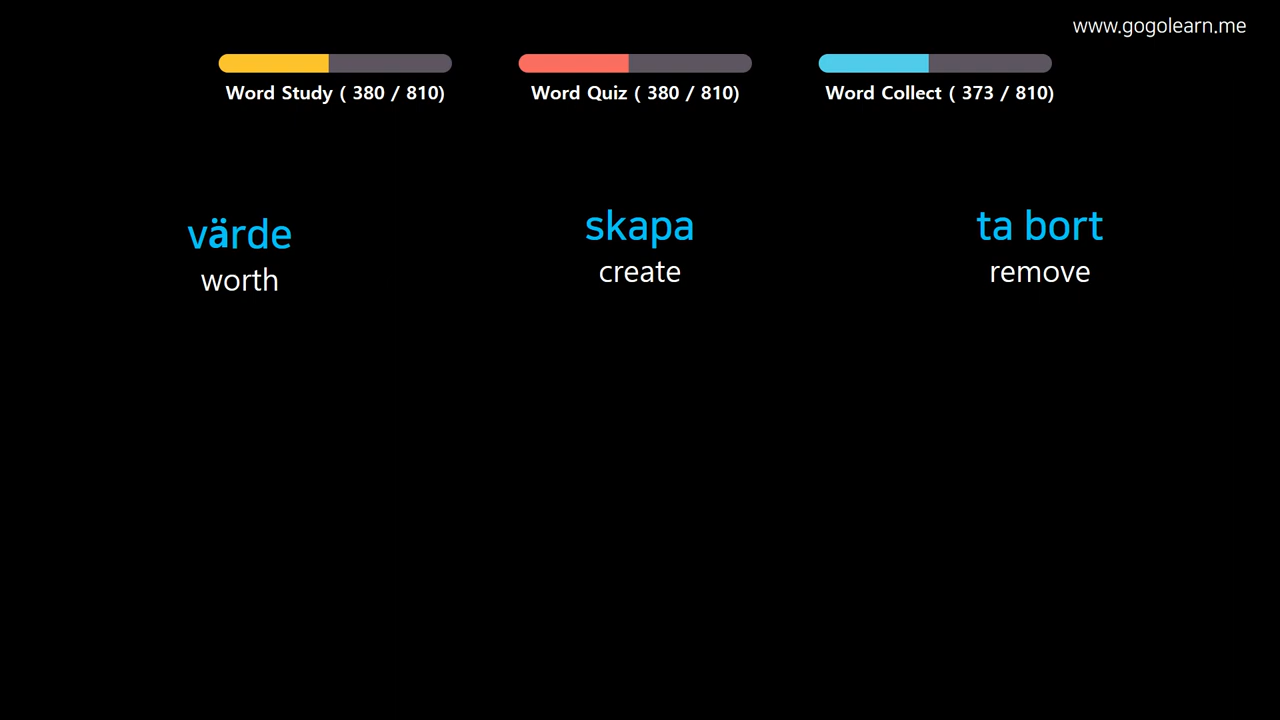 www.gogolearn.me
Word Study ( 380 / 810)
Word Quiz ( 380 / 810)
Word Collect ( 373 / 810)
värde
worth
skapa
create
ta bort
remove